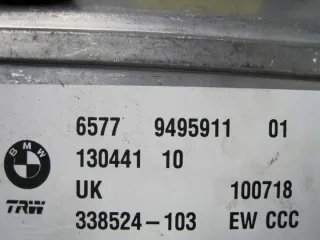 6577 9495911 01
BMW
130441 10
UK 100718
TRW
338524-103 EW CCC